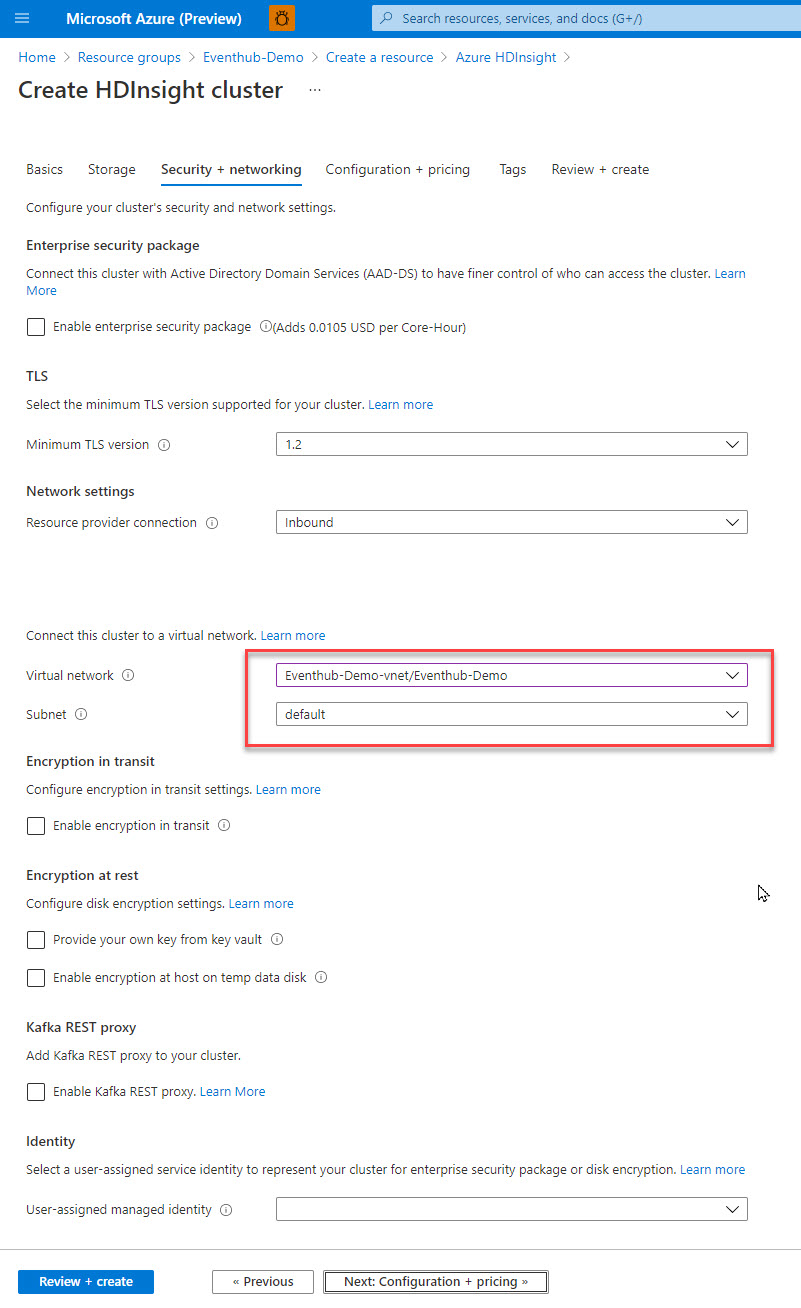 Microsoft Azure (Preview)
Search resources, services, and docs (G+/)
Home > Resource groups > Eventhub-Demo > Create a resource > Azure HDInsight >
Create HDInsight cluster ...
Basics Storage Security + networking Configuration + pricing Tags Review + create
Configure your cluster's security and network settings.
Enterprise security package
Connect this cluster with Active Directory Domain Services (AAD-DS) to have finer control of who can access the cluster. Learn
More
Enable enterprise security package (Adds 0.0105 USD per Core-Hour)
TLS
Select the minimum TLS version supported for your cluster. Learn more
Minimum TLS version 1.2
Network settings
Resource provider connection Inbound
Connect this cluster to a virtual network. Learn more
Virtual network Eventhub-Demo-vnet/Eventhub-Demo
Subnet default
Encryption in transit
Configure encryption in transit settings. Learn more
Enable encryption in transit
Encryption at rest
Configure disk encryption settings. Learn more
Provide your own key from key vault
Enable encryption at host on temp data disk
Kafka REST proxy
Add Kafka REST proxy to your cluster.
Enable Kafka REST proxy. Learn More
Identity
Select a user-assigned service identity to represent your cluster for enterprise security package or disk encryption. Learn more
User-assigned managed identity
Review + create « Previous Next: Configuration + pricing »